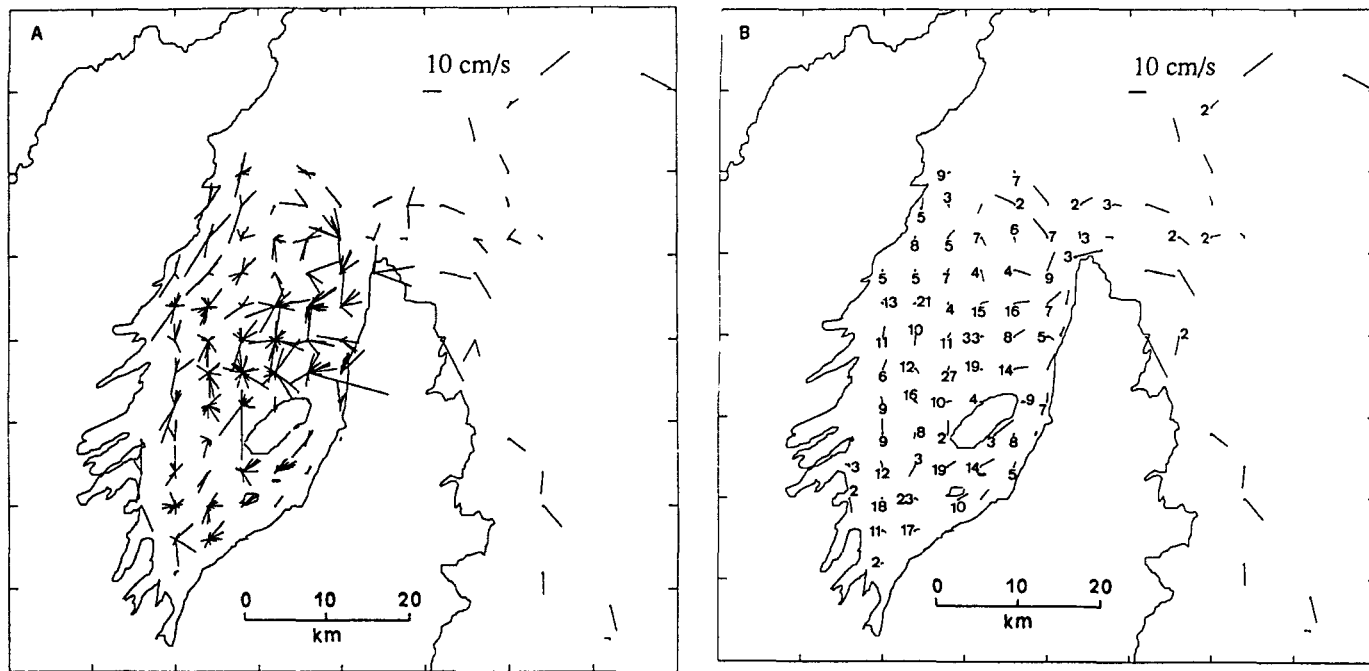 A
10 cm/s
0 10 20
km
B
10 cm/s
2
9 7
3 2 2 3
5
8 5 7 6 7 3 2 2
3
5 5 7 4 4 9
13 21 4 15 16 7
11 10 11 33 8 5 2
6 12 27 19 14
9 16 10 4 9 7
9 8 2 3 8
3 12 3 19 14 5
2 18 23 10
11 17
2
0 10 20
km